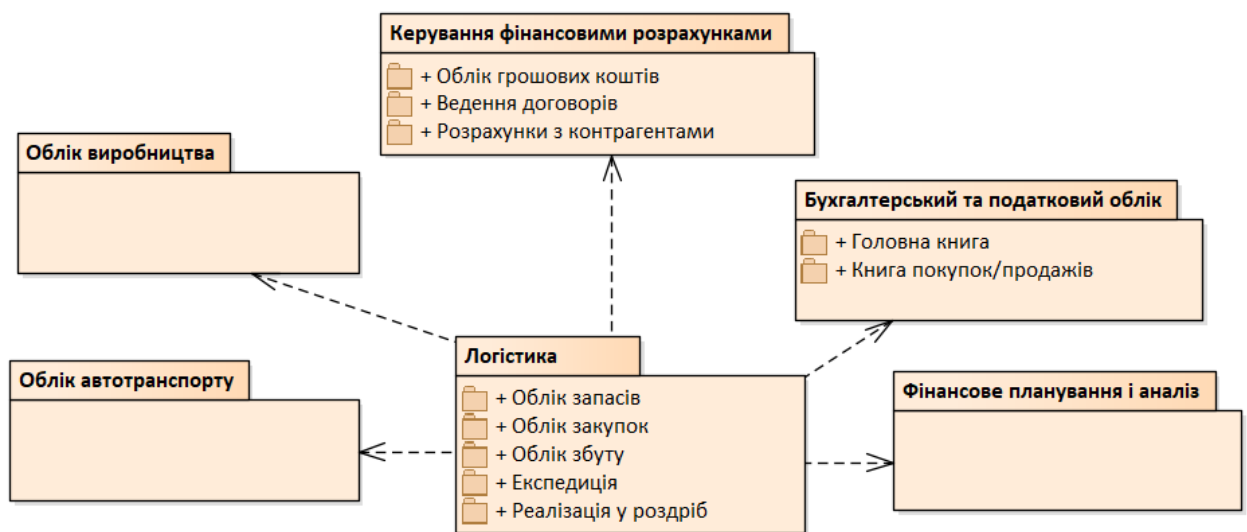 Керування фінансовими розрахунками
+ Облік грошових коштів
+ Ведення договорів
+ Розрахунки з контрагентами
Облік виробництва
Бухгалтерський та податковий облік
+ Головна книга
+ Книга покупок/продажів
Логістика
+ Облік запасів
+ Облік закупок
+ Облік збуту
+ Експедиція
+ Реалізація у роздріб
Облік автотранспорту
Фінансове планування і аналіз